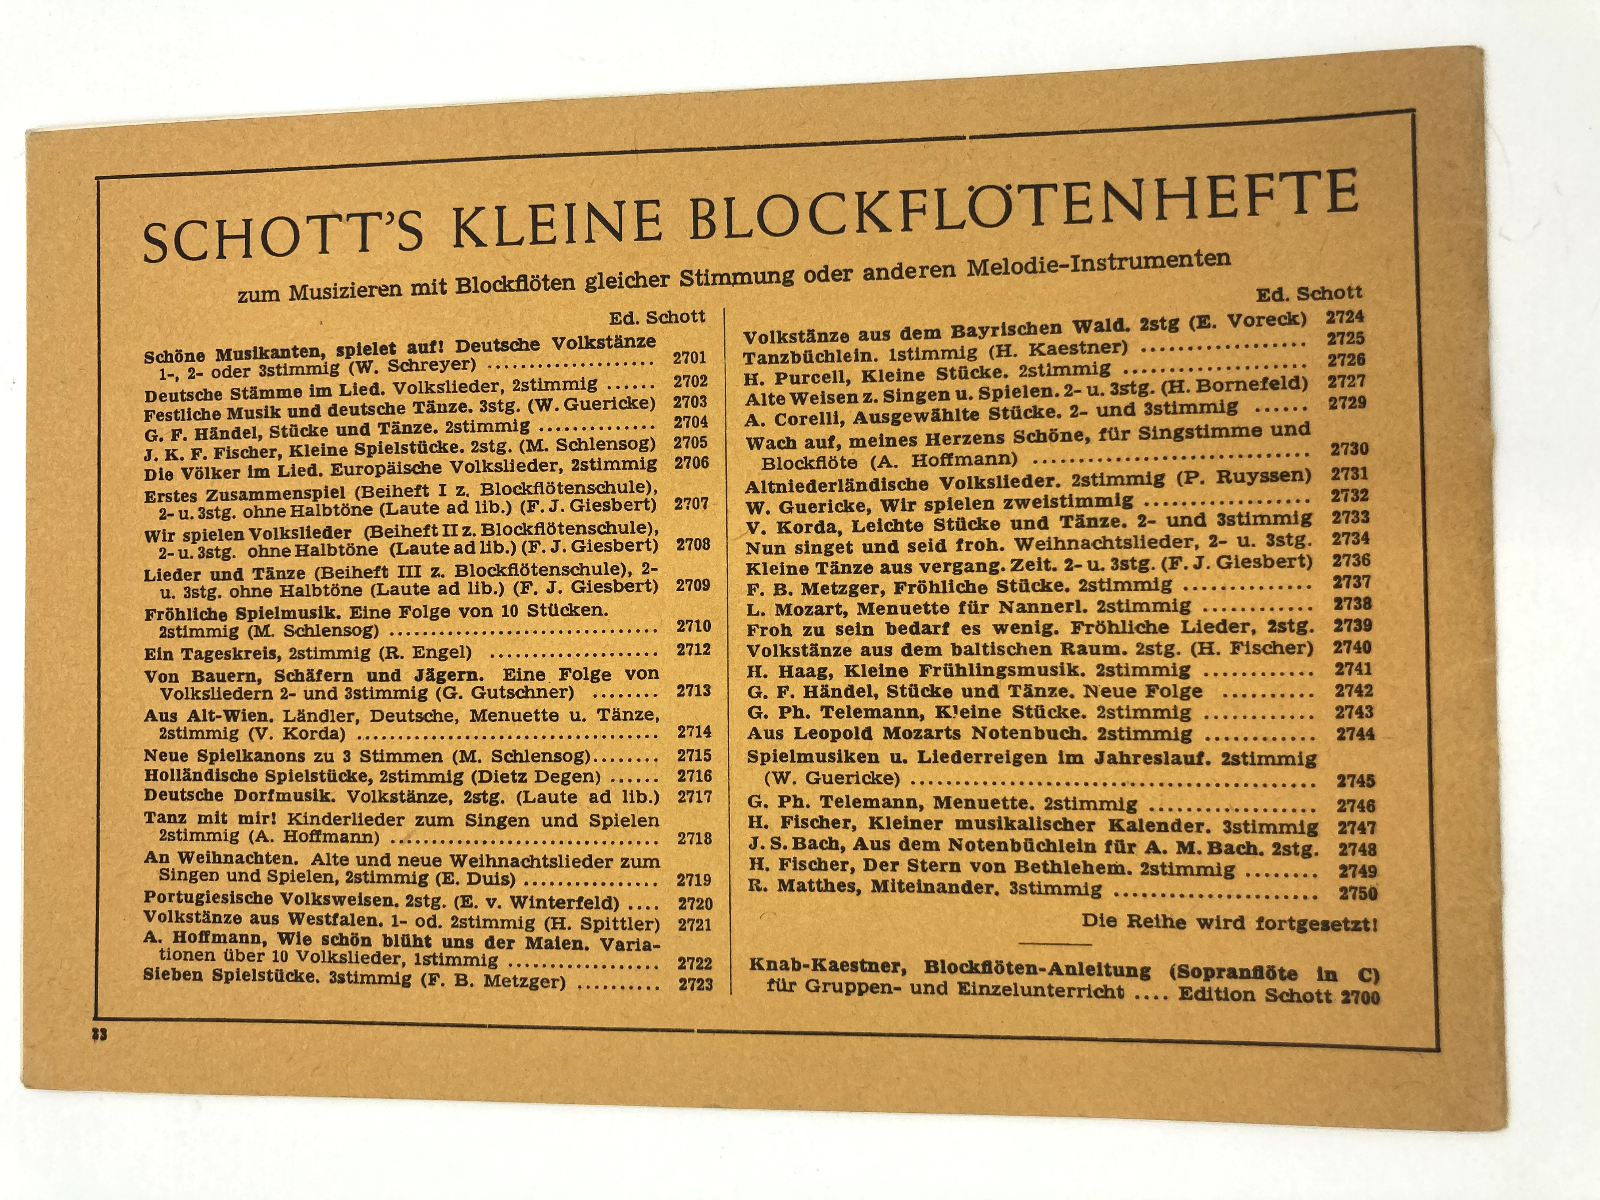 SCHOTT'S KLEINE BLOCKFLÖTENHEFTE
zum Musizieren mit Blockflöten gleicher Stimmung oder anderen Melodie-Instrumenten
Ed. Schott
Schöne Musikanten, spielet auf! Deutsche Volkstänze
1-, 2- oder 3stimmig (W. Schreyer) .................... 2701
Deutsche Stämme im Lied. Volkslieder, 2stimmig ...... 2702
Festliche Musik und deutsche Tänze. 3stg. (W. Guericke) 2703
G. F. Händel, Stücke und Tänze. 2stimmig .............. 2704
J. K. F. Fischer, Kleine Spielstücke. 2stg. (M. Schlensog) 2705
Die Völker im Lied. Europäische Volkslieder, 2stimmig 2706
Erstes Zusammenspiel (Beiheft I z. Blockflötenschule),
2- u. 3stg. ohne Halbtöne (Laute ad lib.) (F. J. Giesbert) 2707
Wir spielen Volkslieder (Beiheft II z. Blockflötenschule),
2- u. 3stg. ohne Halbtöne (Laute ad lib.) (F. J. Giesbert) 2708
Lieder und Tänze (Beiheft III z. Blockflötenschule), 2-
u. 3stg. ohne Halbtöne (Laute ad lib.) (F. J. Giesbert) 2709
Fröhliche Spielmusik. Eine Folge von 10 Stücken.
2stimmig (M. Schlensog) ................................ 2710
Ein Tageskreis, 2stimmig (R. Engel) .................... 2712
Von Bauern, Schäfern und Jägern. Eine Folge von
Volksliedern 2- und 3stimmig (G. Gutschner) ........ 2713
Aus Alt-Wien. Ländler, Deutsche, Menuette u. Tänze,
2stimmig (V. Korda) .................................... 2714
Neue Spielkanons zu 3 Stimmen (M. Schlensog)........ 2715
Holländische Spielstücke, 2stimmig (Dietz Degen) ...... 2716
Deutsche Dorfmusik. Volkstänze, 2stg. (Laute ad lib.) 2717
Tanz mit mir! Kinderlieder zum Singen und Spielen
2stimmig (A. Hoffmann) ................................ 2718
An Weihnachten. Alte und neue Weihnachtslieder zum
Singen und Spielen, 2stimmig (E. Duis) ................ 2719
Portugiesische Volksweisen. 2stg. (E. v. Winterfeld) .... 2720
Volkstänze aus Westfalen. 1- od. 2stimmig (H. Spittler) 2721
A. Hoffmann, Wie schön blüht uns der Maien. Varia-
tionen über 10 Volkslieder, 1stimmig .................. 2722
Sieben Spielstücke. 3stimmig (F. B. Metzger) .......... 2723
33
Ed. Schott
Volkstänze aus dem Bayrischen Wald. 2stg (E. Voreck) 2724
Tanzbüchlein. 1stimmig (H. Kaestner) .................. 2725
H. Purcell, Kleine Stücke. 2stimmig .................... 2726
Alte Weisen z. Singen u. Spielen. 2- u. 3stg. (H. Bornefeld) 2727
A. Corelli, Ausgewählte Stücke. 2- und 3stimmig ...... 2729
Wach auf, meines Herzens Schöne, für Singstimme und
Blockflöte (A. Hoffmann) .............................. 2730
Altniederländische Volkslieder. 2stimmig (P. Ruyssen) 2731
W. Guericke, Wir spielen zweistimmig .................. 2732
V. Korda, Leichte Stücke und Tänze. 2- und 3stimmig 2733
Nun singet und seid froh. Weihnachtslieder, 2- u. 3stg. 2734
Kleine Tänze aus vergang. Zeit. 2- u. 3stg. (F. J. Giesbert) 2736
F. B. Metzger, Fröhliche Stücke. 2stimmig .............. 2737
L. Mozart, Menuette für Nannerl. 2stimmig ............ 2738
Froh zu sein bedarf es wenig. Fröhliche Lieder, 2stg. 2739
Volkstänze aus dem baltischen Raum. 2stg. (H. Fischer) 2740
H. Haag, Kleine Frühlingsmusik. 2stimmig ............ 2741
G. F. Händel, Stücke und Tänze. Neue Folge .......... 2742
G. Ph. Telemann, Kleine Stücke. 2stimmig ............ 2743
Aus Leopold Mozarts Notenbuch. 2stimmig ............ 2744
Spielmusiken u. Liederreigen im Jahreslauf. 2stimmig
(W. Guericke) .......................................... 2745
G. Ph. Telemann, Menuette. 2stimmig .................. 2746
H. Fischer, Kleiner musikalischer Kalender. 3stimmig 2747
J. S. Bach, Aus dem Notenbüchlein für A. M. Bach. 2stg. 2748
H. Fischer, Der Stern von Bethlehem. 2stimmig ........ 2749
R. Matthes, Miteinander. 3stimmig ...................... 2750
Die Reihe wird fortgesetzt!
Knab-Kaestner, Blockflöten-Anleitung (Sopranflöte in C)
für Gruppen- und Einzelunterricht .... Edition Schott 2700